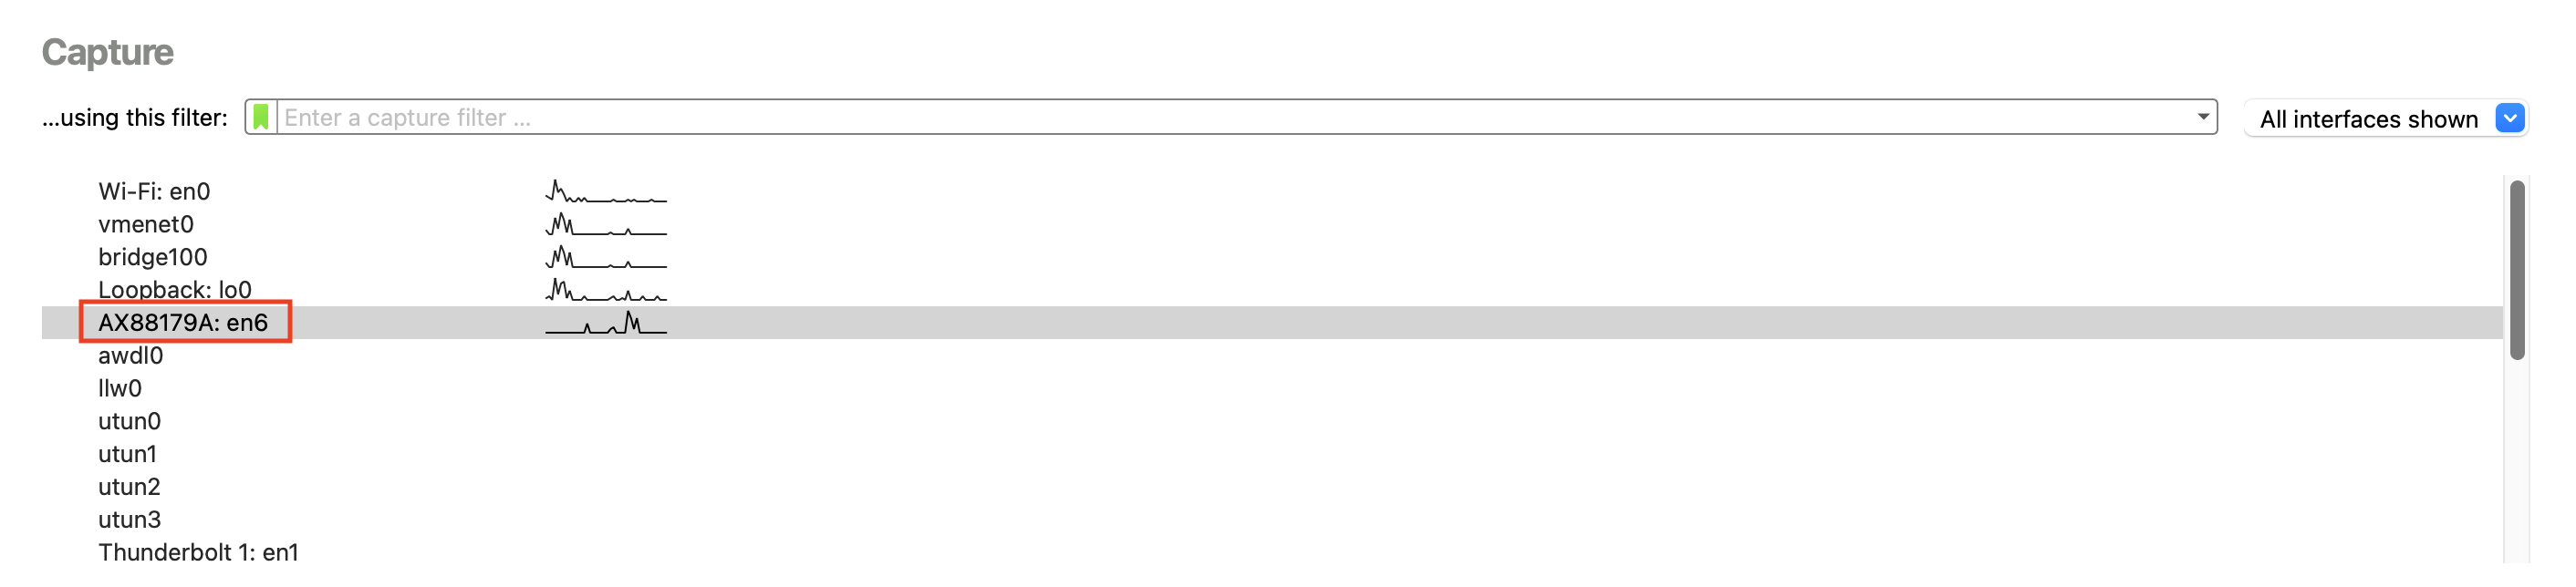 Capture
...using this filter: Enter a capture filter ... All interfaces shown
Wi-Fi: en0
vmenet0
bridge100
Loopback: lo0
AX88179A: en6
awdl0
llw0
utun0
utun1
utun2
utun3
Thunderbolt 1: en1